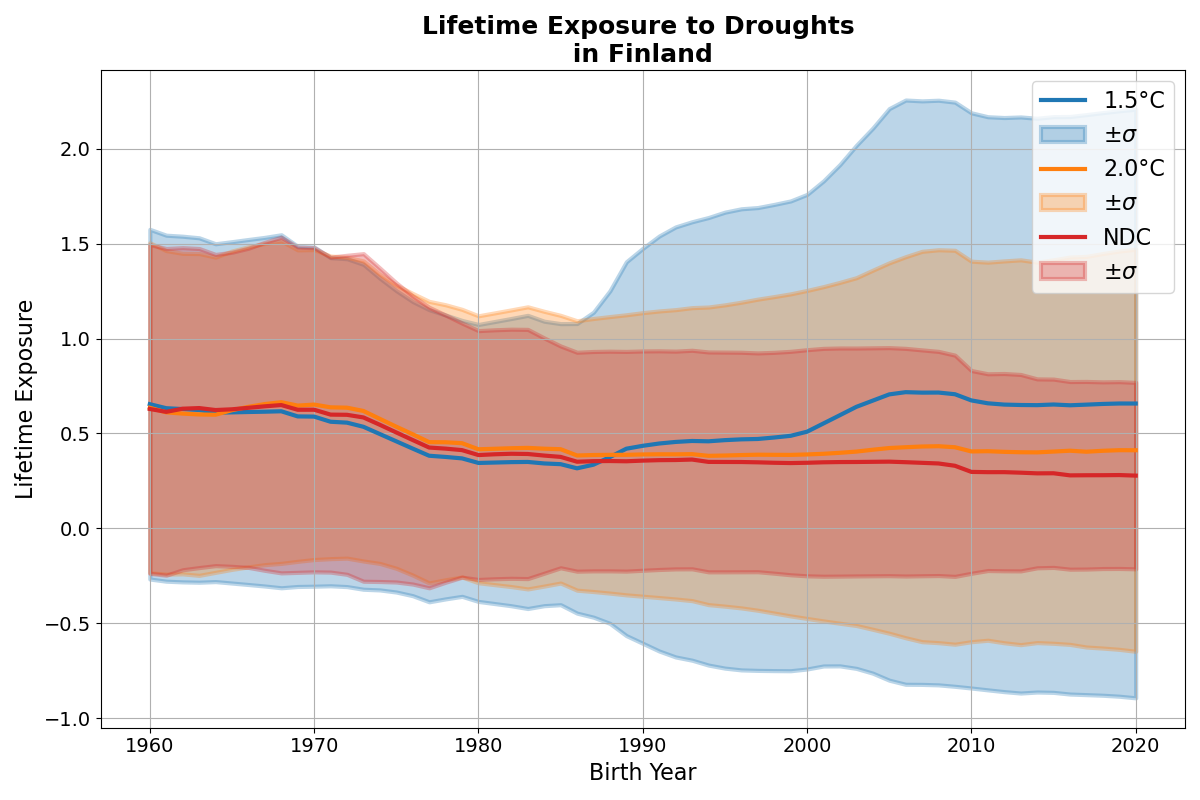 Lifetime Exposure to Droughts
in Finland
1.5°C
±σ
2.0°C
±σ
NDC
±σ
Lifetime Exposure
2.0
1.5
1.0
0.5
0.0
−0.5
−1.0
1960 1970 1980 1990 2000 2010 2020
Birth Year